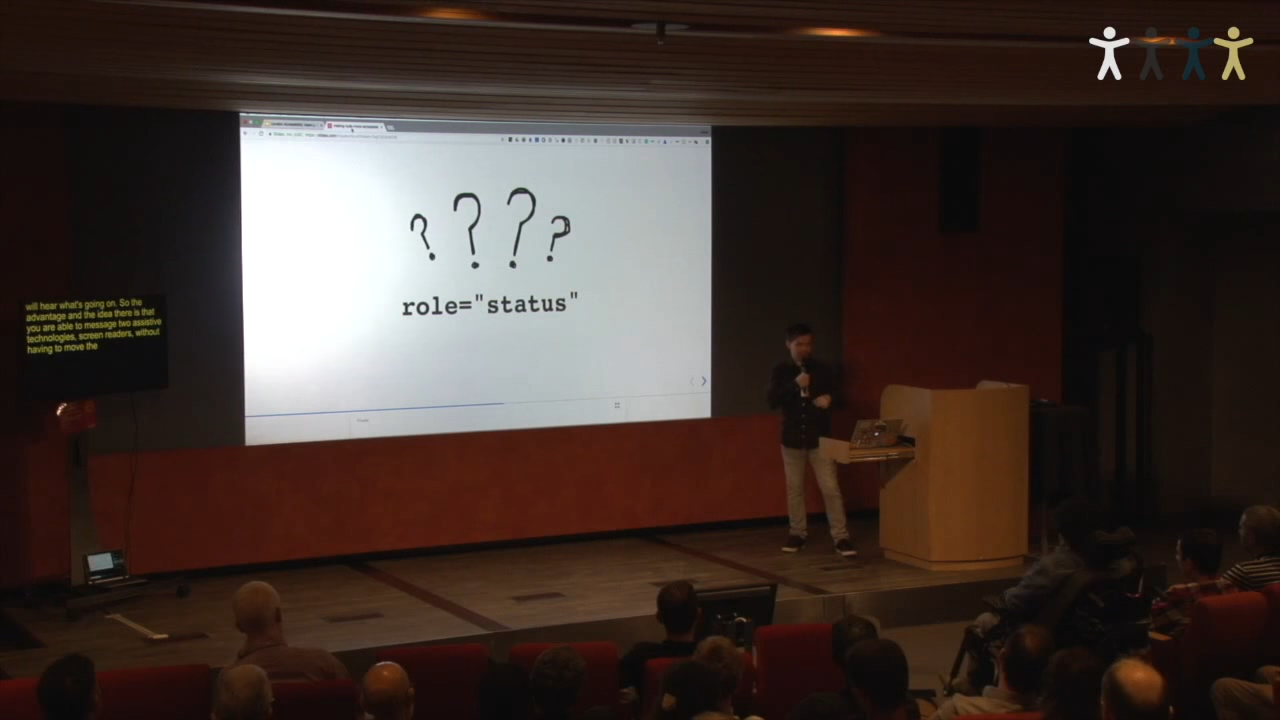 ? ? ? ?
role="status"
will hear what's going on. So the
advantage and the idea there is that
you are able to message two assistive
technologies, screen readers, without
having to move the